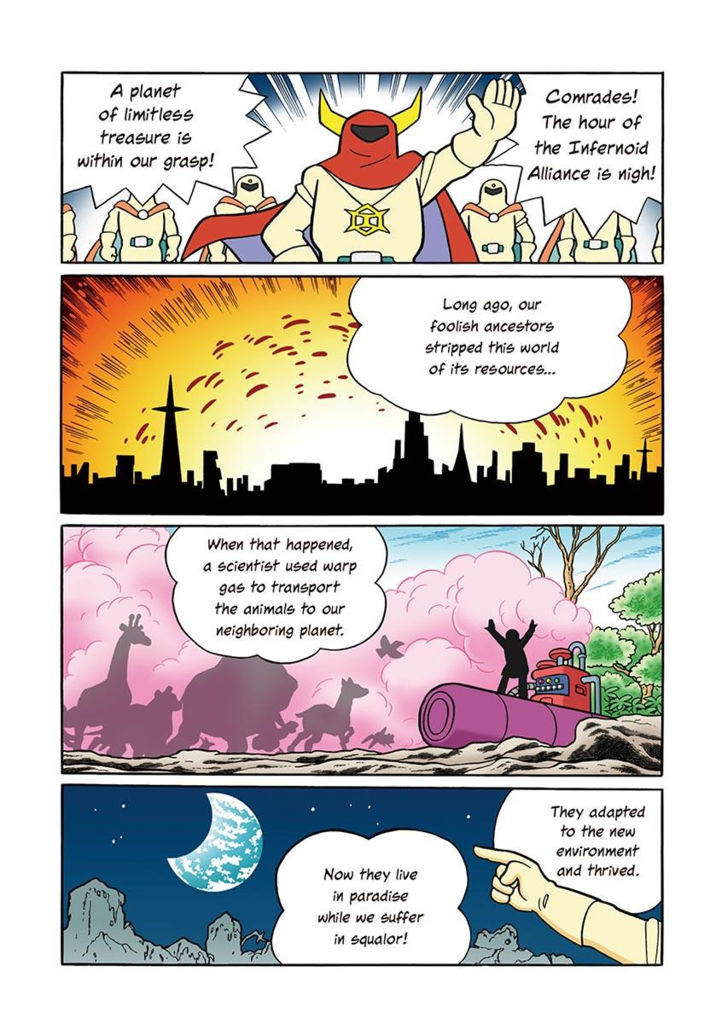 Comrades!
The hour of
the Infernoid
Alliance is nigh!
A planet
of limitless
treasure is
within our grasp!
Long ago, our
foolish ancestors
stripped this world
of its resources...
When that happened,
a scientist used warp
gas to transport
the animals to our
neighboring planet.
They adapted
to the new
environment
and thrived.
Now they live
in paradise
while we suffer
in squalor!